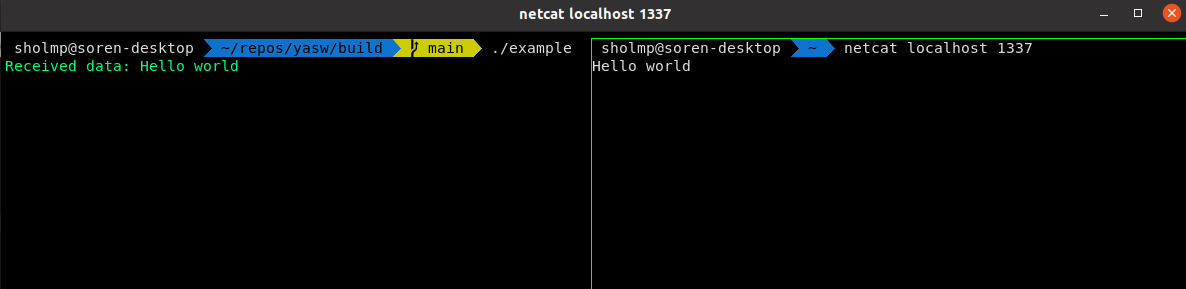 netcat localhost 1337
sholmp@soren-desktop ~/repos/yasw/build main ./example
Received data: Hello world
sholmp@soren-desktop ~ netcat localhost 1337
Hello world